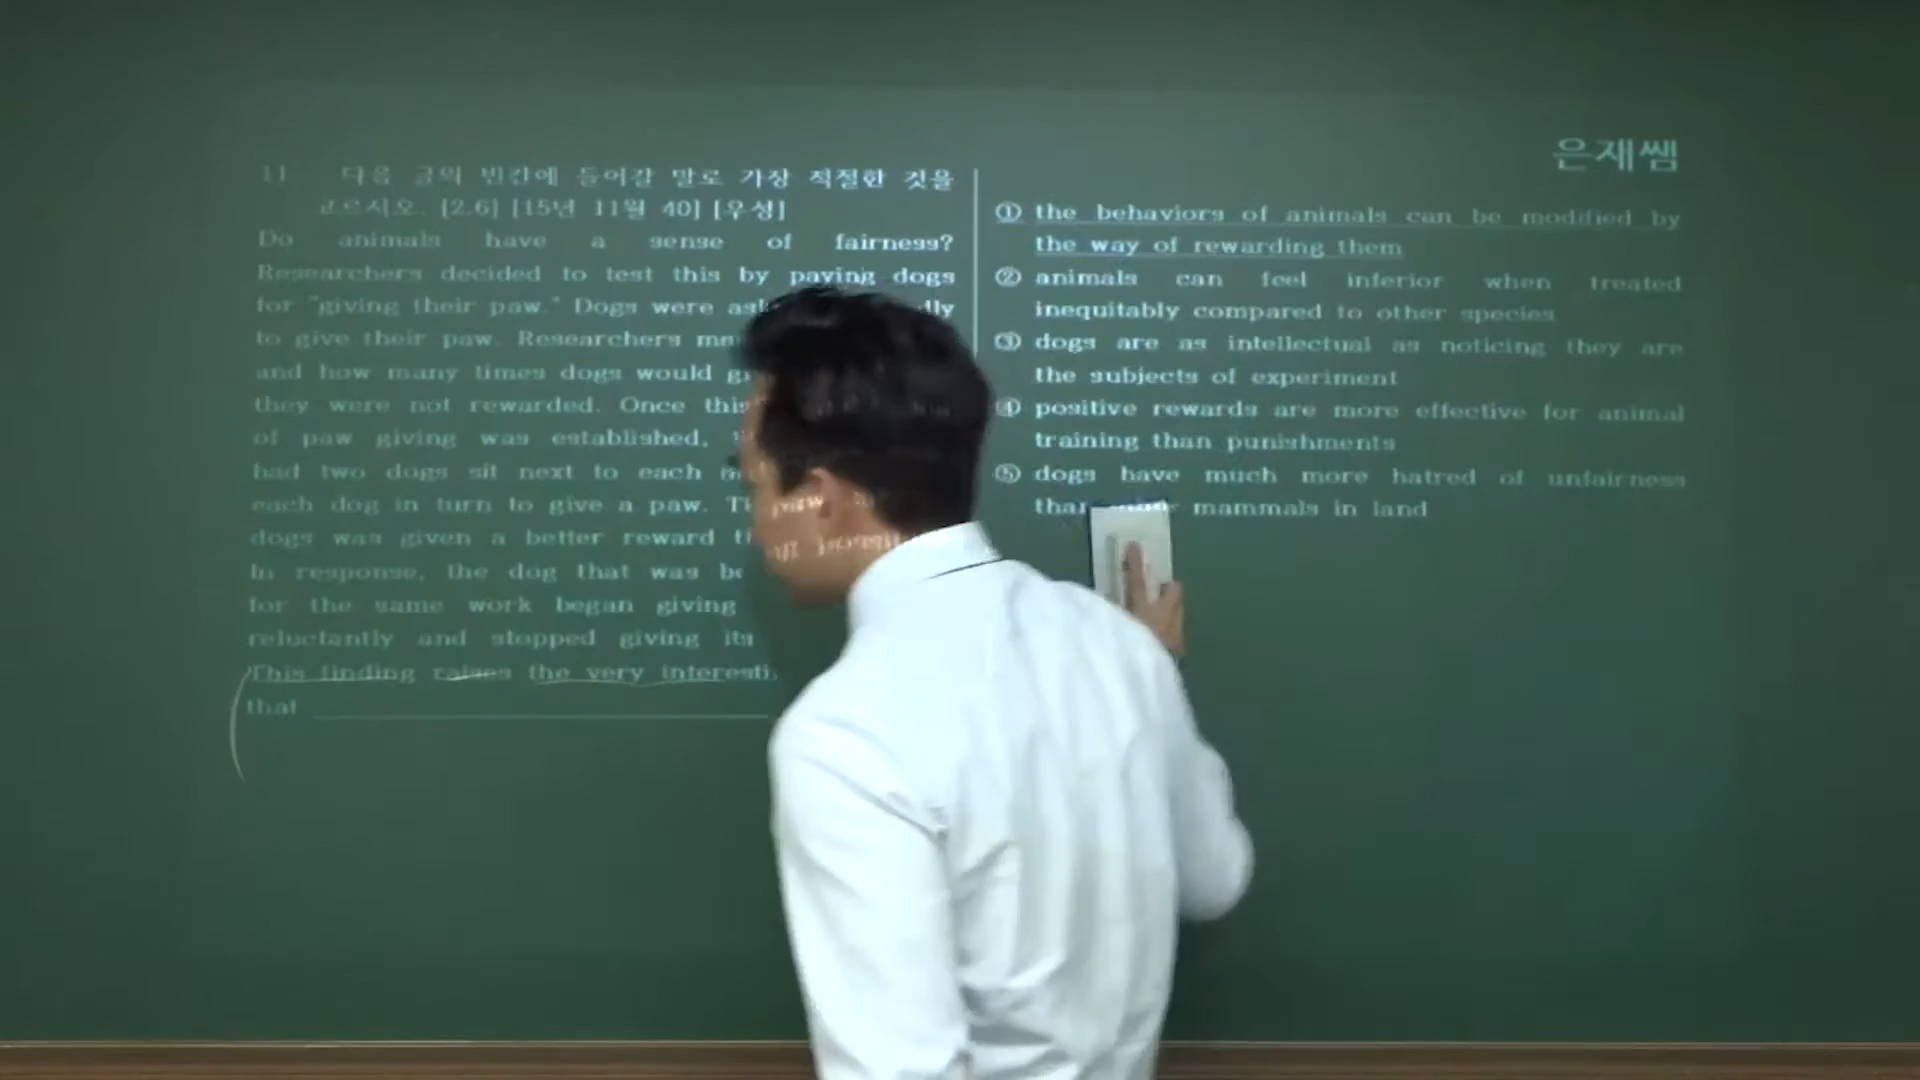 은재쌤
11 다음 글의 빈칸에 들어갈 말로 가장 적절한 것을
고르시오. [2.6] [15년 11월 40] [우성]
Do animals have a sense of fairness?
Researchers decided to test this by paying dogs
for "giving their paw." Dogs were
to give their paw. Researchers
and how many times dogs would
they were not rewarded. Once this
of paw giving was established,
had two dogs sit next to each
each dog in turn to give a paw.
dogs was given a better reward
In response, the dog that was
for the same work began giving
reluctantly and stopped giving its
This finding raises the very
that
① the behaviors of animals can be modified by
the way of rewarding them
② animals can feel inferior when treated
inequitably compared to other species
③ dogs are as intellectual as noticing they are
the subjects of experiment
④ positive rewards are more effective for animal
training than punishments
⑤ dogs have much more hatred of unfairness
mammals in land